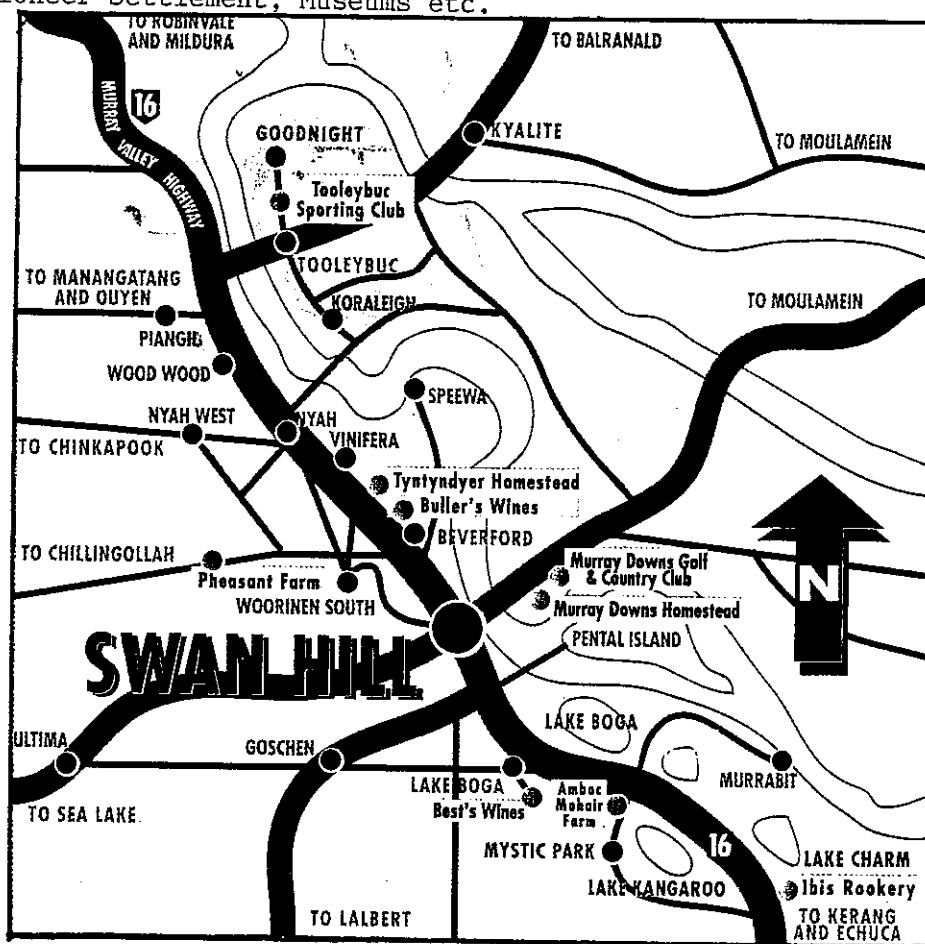 Pioneer Settlement, Museums etc.
TO ROBINVALE
AND MILDURA
TO BALRANALD
16
MURRAY VALLEY HIGHWAY
GOODNIGHT
KYALITE
TO MOULAMEIN
Tooleybuc
Sporting Club
TOOLEYBUC
TO MANANGATANG
AND OUYEN
KORALEIGH
TO MOULAMEIN
PIANGIL
WOOD WOOD
SPEEWA
NYAH WEST
NYAH
VINIFERA
TO CHINKAPOOK
Tyntyndyer Homestead
Buller's Wines
BEVERFORD
TO CHILLINGOLLAH
Pheasant Farm
Murray Downs Golf
& Country Club
N
WOORINEN SOUTH
Murray Downs Homestead
PENTAL ISLAND
SWAN HILL
LAKE BOGA
ULTIMA
GOSCHEN
MURRABIT
LAKE BOGA
Best's Wines
Amboc
Mohair
Farm
TO SEA LAKE
MYSTIC PARK
16
LAKE CHARM
LAKE KANGAROO
Ibis Rookery
TO LALBERT
TO KERANG
AND ECHUCA